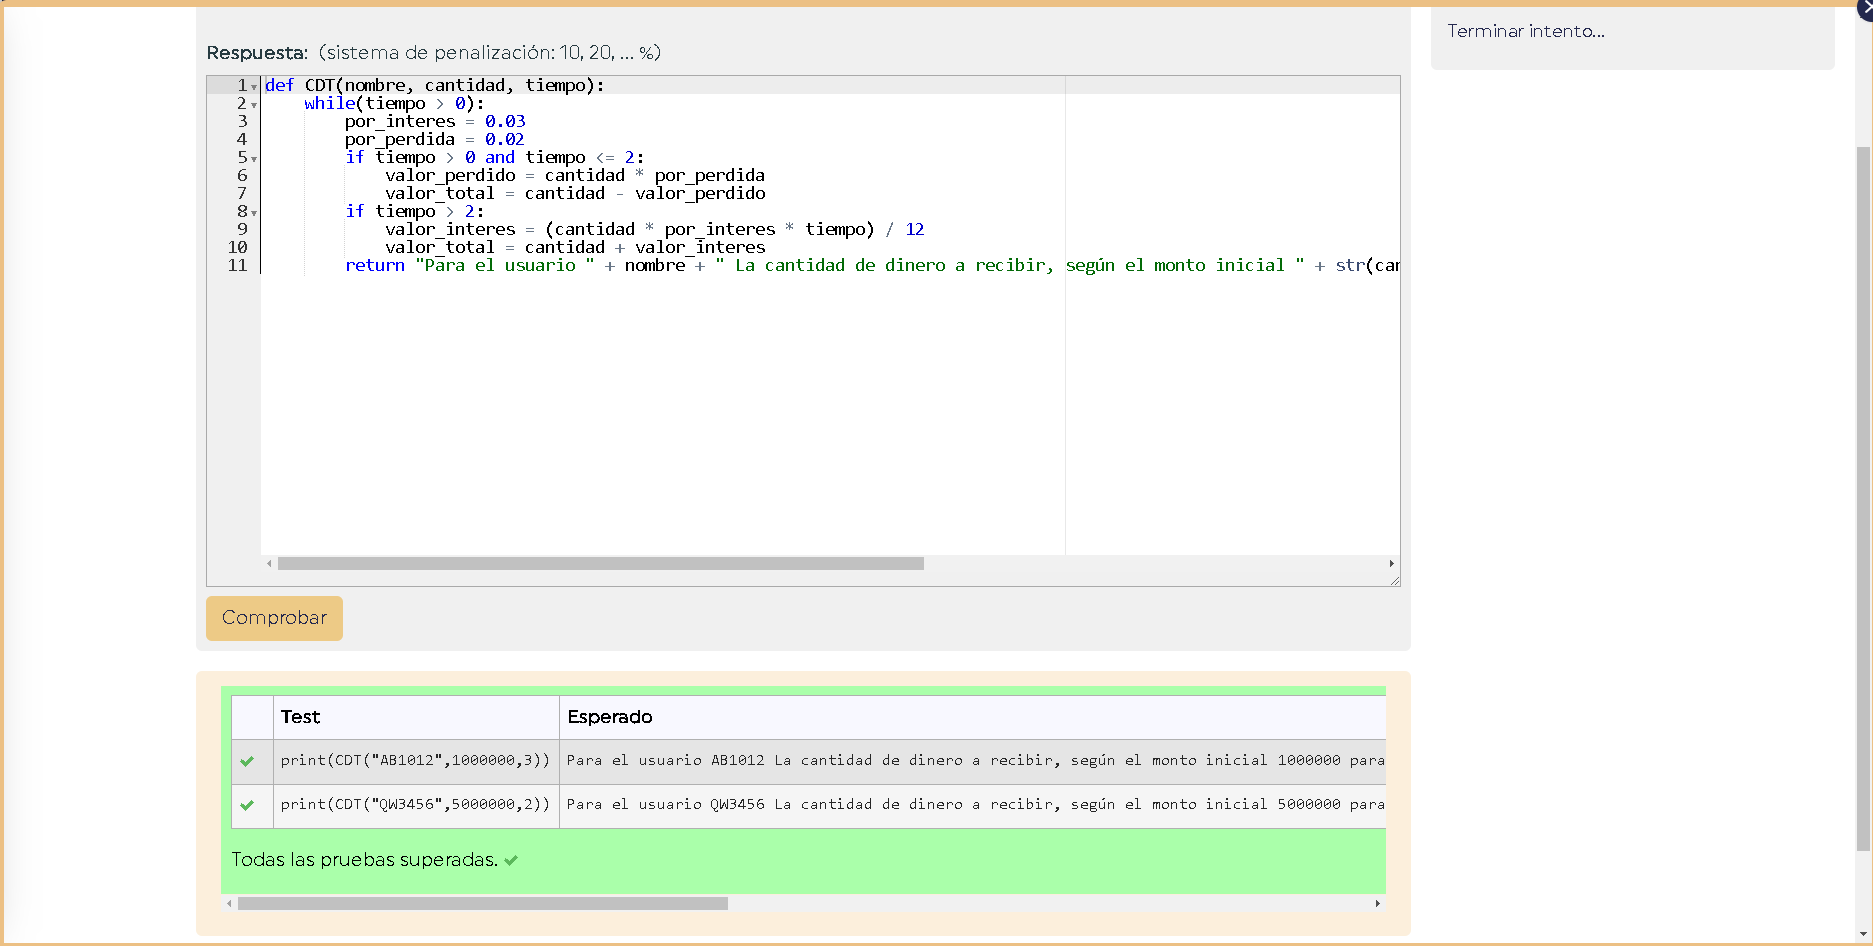 Terminar intento...
Respuesta: (sistema de penalización: 10, 20, ... %)
1 def CDT(nombre, cantidad, tiempo):
2 while(tiempo > 0):
3 por_interes = 0.03
4 por_perdida = 0.02
5 if tiempo > 0 and tiempo <= 2:
6 valor_perdido = cantidad * por_perdida
7 valor_total = cantidad - valor_perdido
8 if tiempo > 2:
9 valor_interes = (cantidad * por_interes * tiempo) / 12
10 valor_total = cantidad + valor_interes
11 return "Para el usuario " + nombre + " La cantidad de dinero a recibir, según el monto inicial " + str(can
Comprobar
Test Esperado
print(CDT("AB1012",1000000,3)) Para el usuario AB1012 La cantidad de dinero a recibir, según el monto inicial 1000000 para
print(CDT("QW3456",5000000,2)) Para el usuario QW3456 La cantidad de dinero a recibir, según el monto inicial 5000000 para
Todas las pruebas superadas.